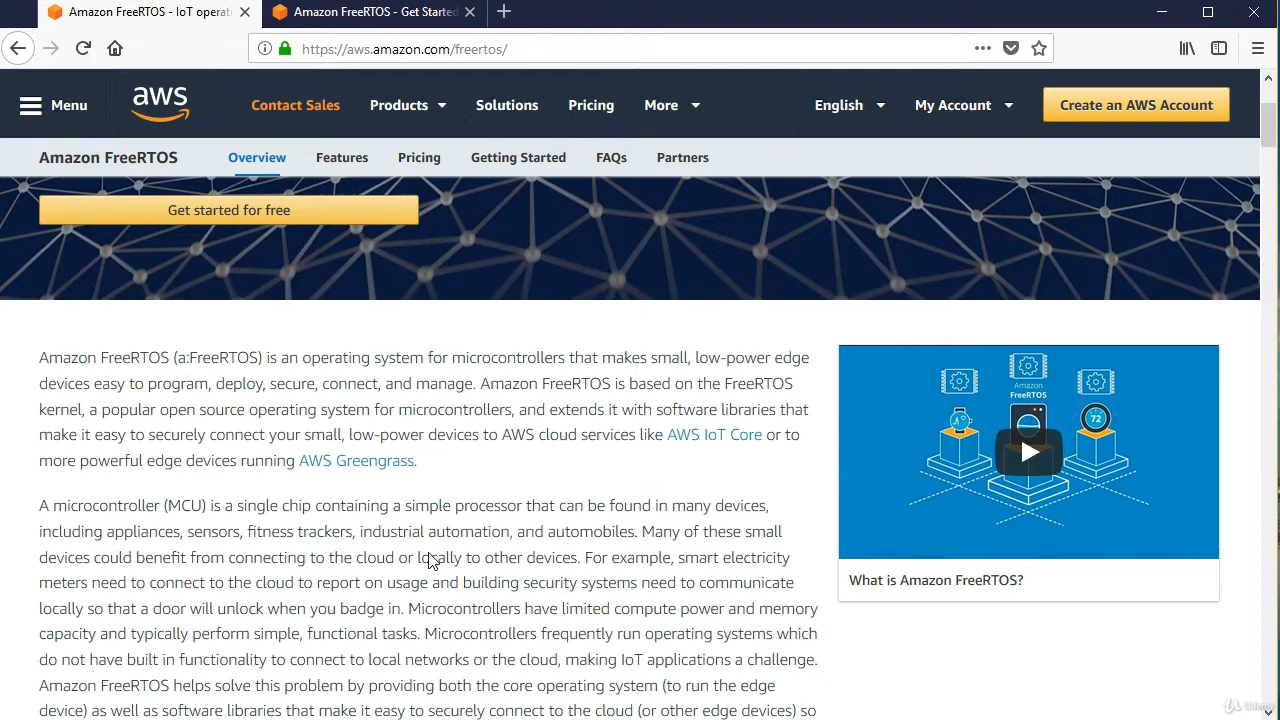 Amazon FreeRTOS - IoT operati
Amazon FreeRTOS - Get Started
https://aws.amazon.com/freertos/
Menu
aws
Contact Sales
Products
Solutions
Pricing
More
English
My Account
Create an AWS Account
Amazon FreeRTOS
Overview
Features
Pricing
Getting Started
FAQs
Partners
Get started for free
Amazon FreeRTOS (a:FreeRTOS) is an operating system for microcontrollers that makes small, low-power edge
devices easy to program, deploy, secure, connect, and manage. Amazon FreeRTOS is based on the FreeRTOS
kernel, a popular open source operating system for microcontrollers, and extends it with software libraries that
make it easy to securely connect your small, low-power devices to AWS cloud services like AWS IoT Core or to
more powerful edge devices running AWS Greengrass.
A microcontroller (MCU) is a single chip containing a simple processor that can be found in many devices,
including appliances, sensors, fitness trackers, industrial automation, and automobiles. Many of these small
devices could benefit from connecting to the cloud or locally to other devices. For example, smart electricity
meters need to connect to the cloud to report on usage and building security systems need to communicate
locally so that a door will unlock when you badge in. Microcontrollers have limited compute power and memory
capacity and typically perform simple, functional tasks. Microcontrollers frequently run operating systems which
do not have built in functionality to connect to local networks or the cloud, making IoT applications a challenge.
Amazon FreeRTOS helps solve this problem by providing both the core operating system (to run the edge
device) as well as software libraries that make it easy to securely connect to the cloud (or other edge devices) so
Amazon
FreeRTOS
72
What is Amazon FreeRTOS?
Udemy